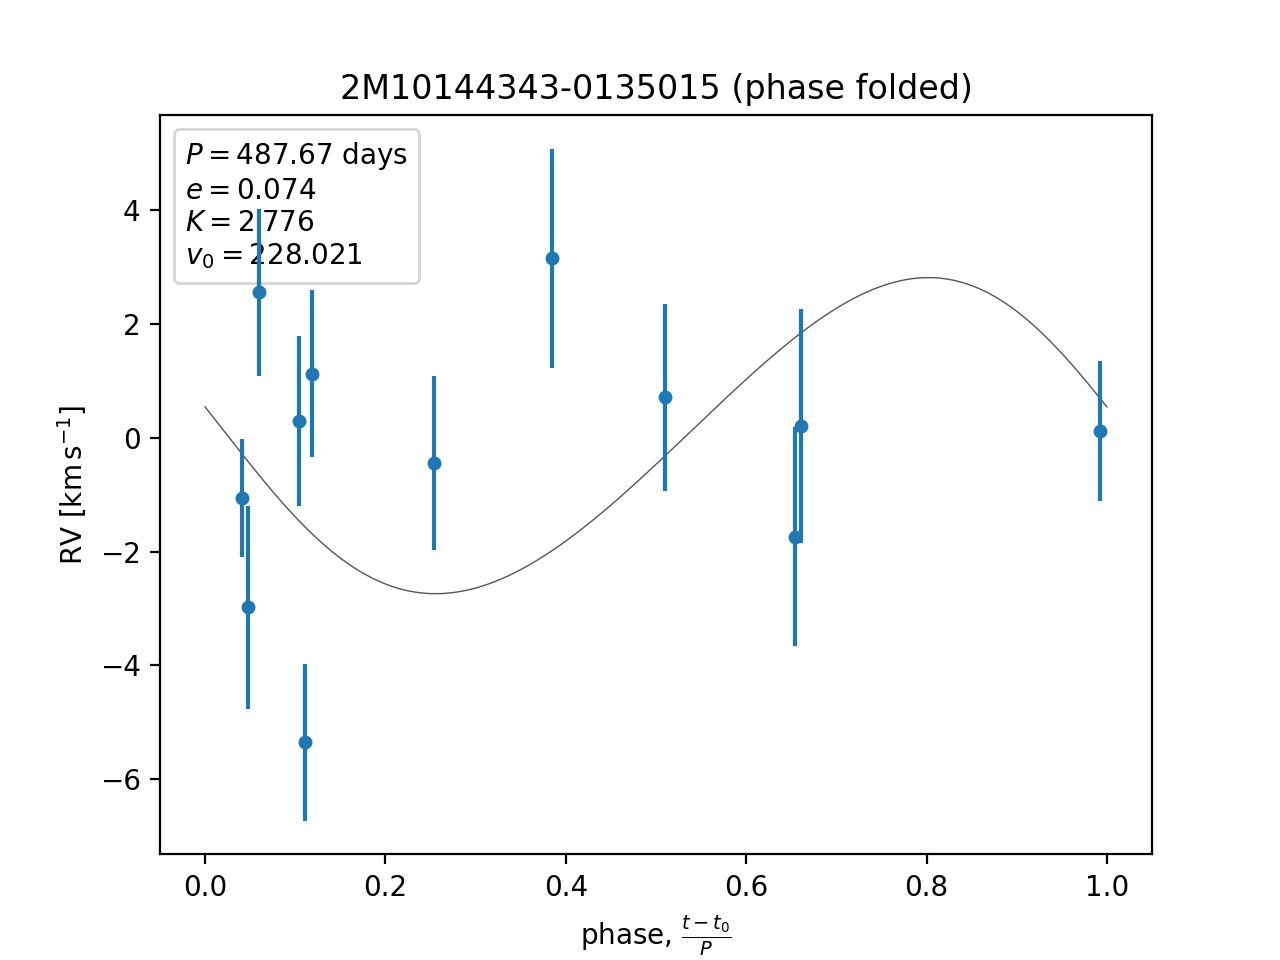 2M10144343-0135015 (phase folded)
P = 487.67 days
e = 0.074
K = 2.776
v₀ = 228.021
4
2
0
−2
−4
−6
RV [km s⁻¹]
0.0 0.2 0.4 0.6 0.8 1.0
phase, (t − t₀)/P